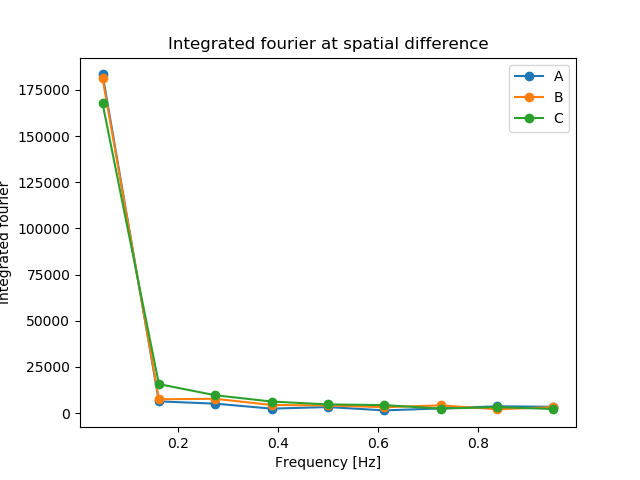 Integrated fourier at spatial difference
A
B
C
175000
150000
125000
100000
75000
50000
25000
0
Integrated fourier
0.2 0.4 0.6 0.8
Frequency [Hz]